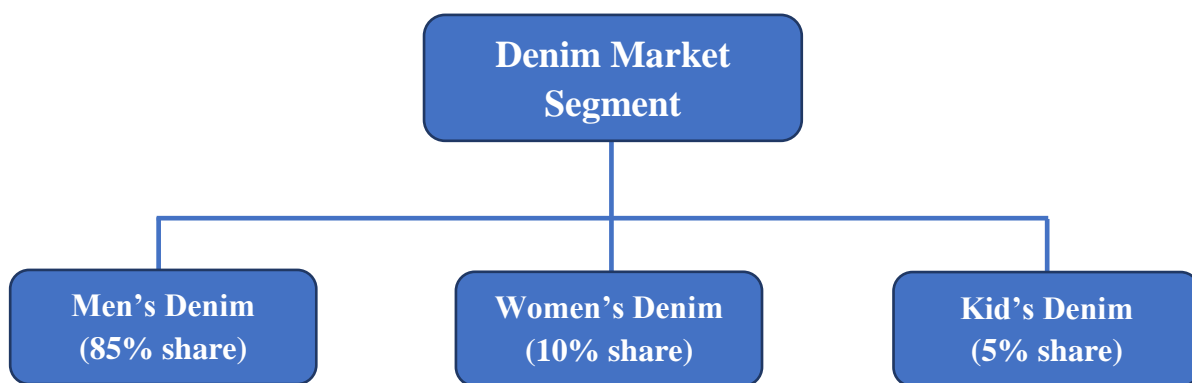 Denim Market
Segment
Men’s Denim
(85% share)
Women’s Denim
(10% share)
Kid’s Denim
(5% share)